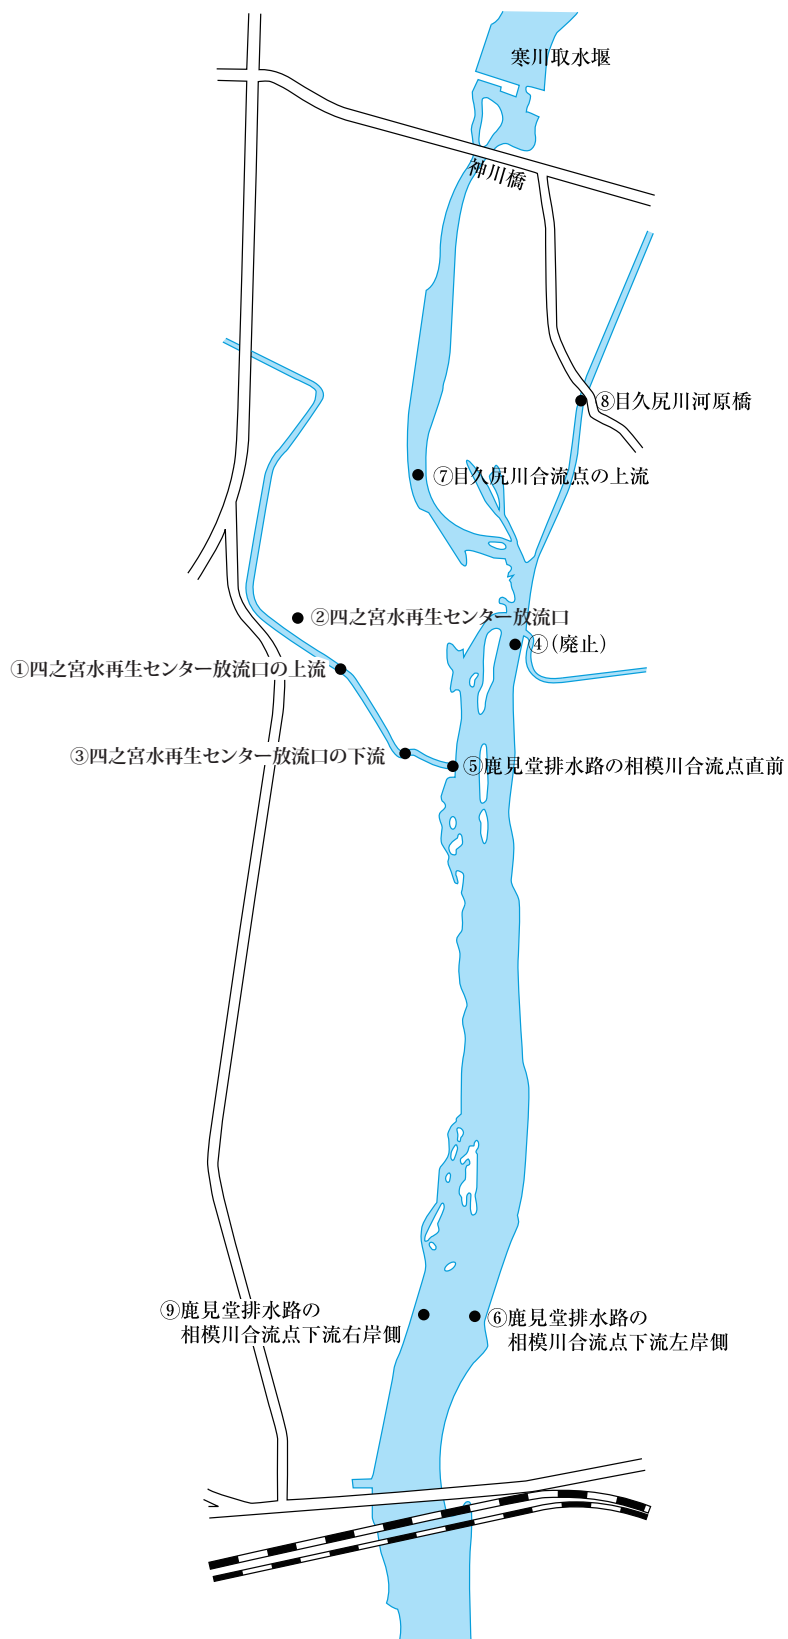 寒川取水堰
神川橋
⑧目久尻川河原橋
⑦目久尻川合流点の上流
②四之宮水再生センター放流口
④（廃止）
①四之宮水再生センター放流口の上流
③四之宮水再生センター放流口の下流
⑤鹿見堂排水路の相模川合流点直前
⑨鹿見堂排水路の
相模川合流点下流右岸側
⑥鹿見堂排水路の
相模川合流点下流左岸側